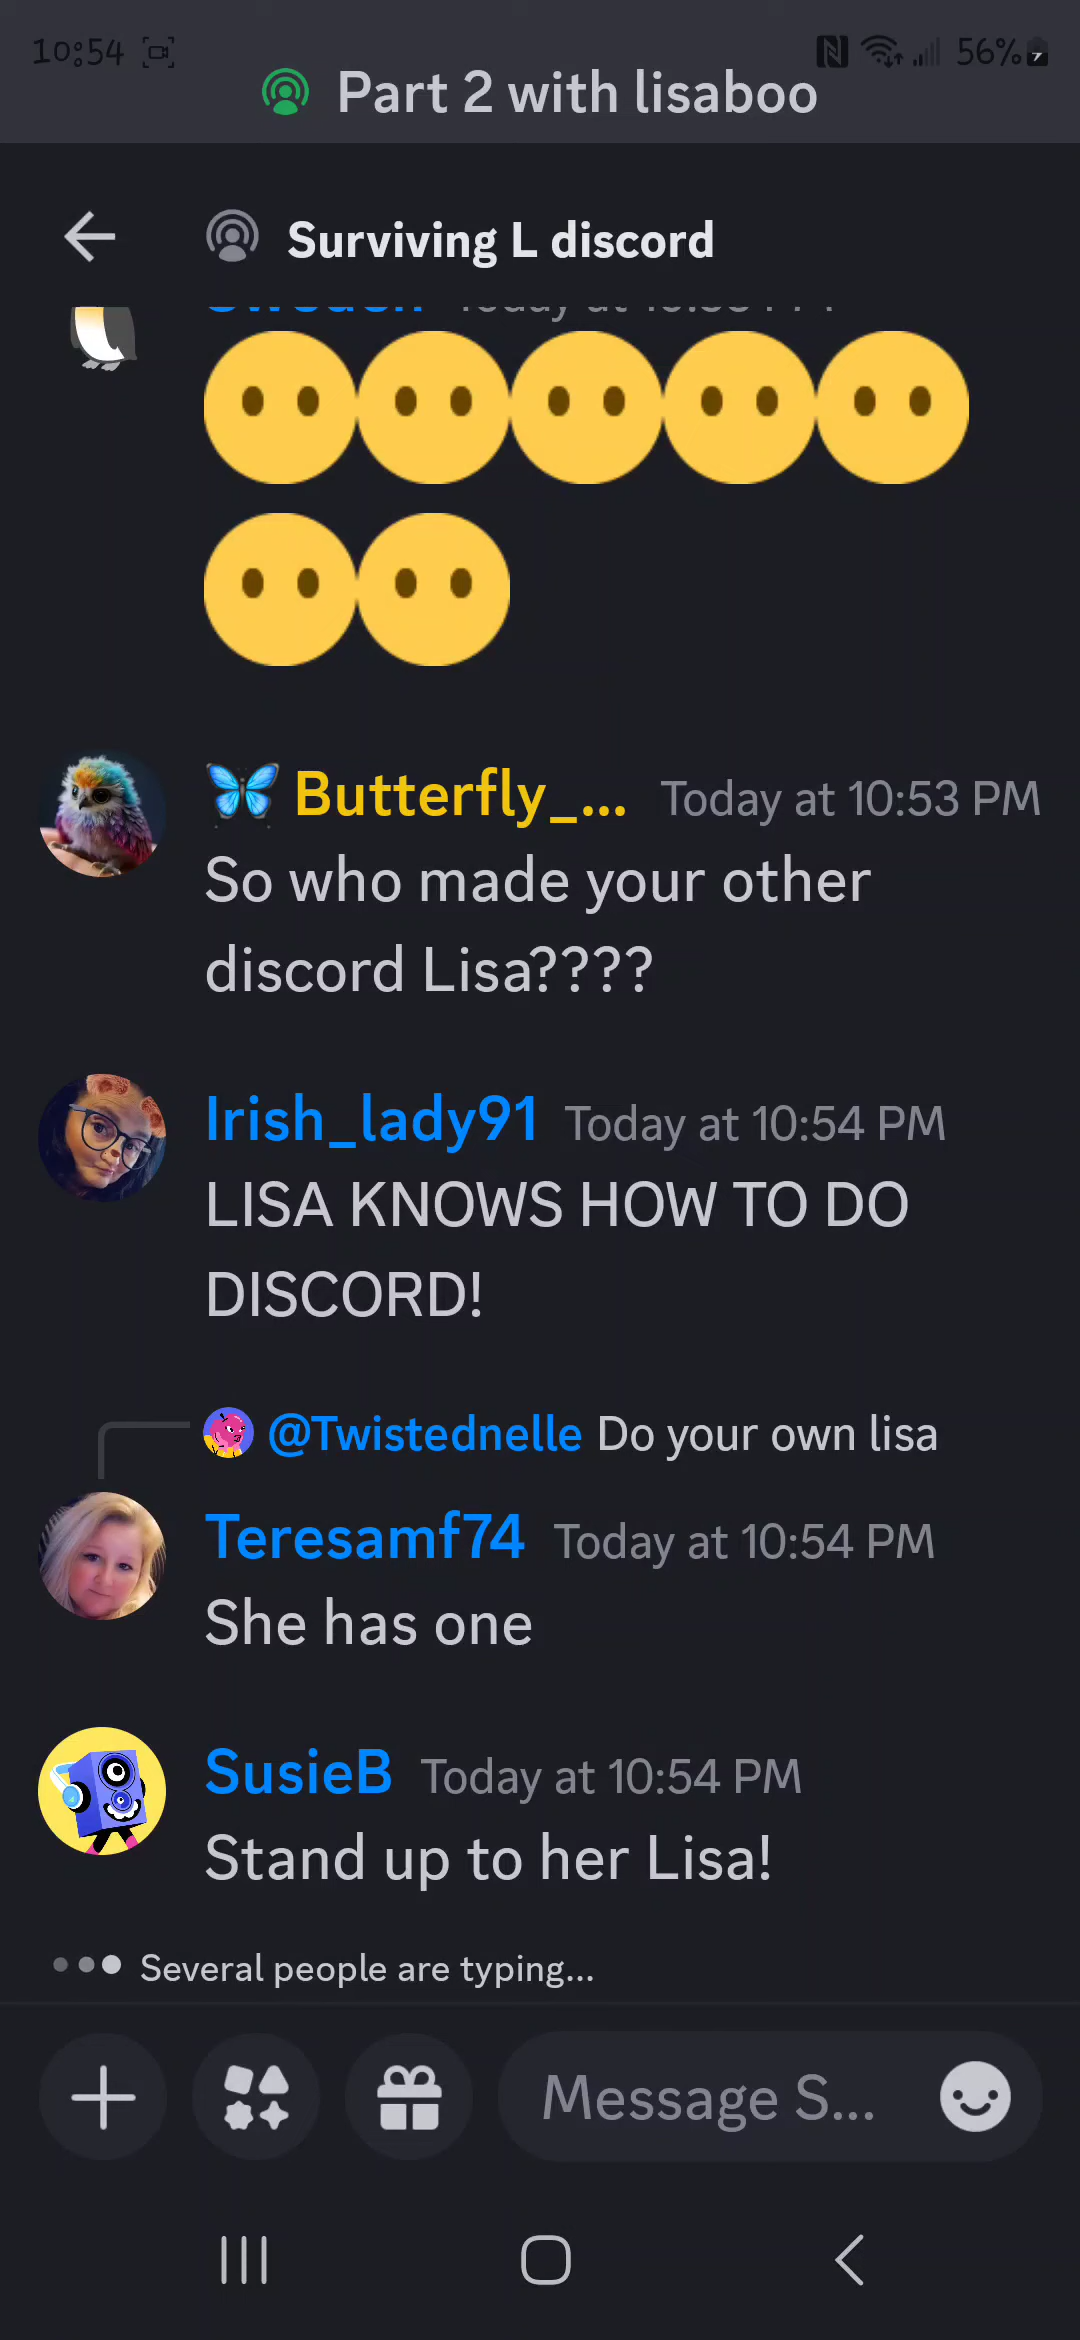 10:54
56%
Part 2 with lisaboo
Surviving L discord
Butterfly_... Today at 10:53 PM
So who made your other
discord Lisa????
Irish_lady91 Today at 10:54 PM
LISA KNOWS HOW TO DO
DISCORD!
@Twistednelle Do your own lisa
Teresamf74 Today at 10:54 PM
She has one
SusieB Today at 10:54 PM
Stand up to her Lisa!
Several people are typing...
Message S...